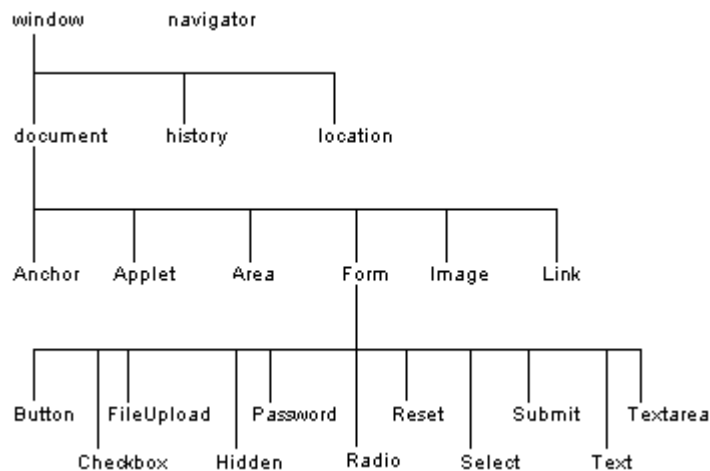 window navigator
document history location
Anchor Applet Area Form Image Link
Button FileUpload Password Reset Submit Textarea
Checkbox Hidden Radio Select Text